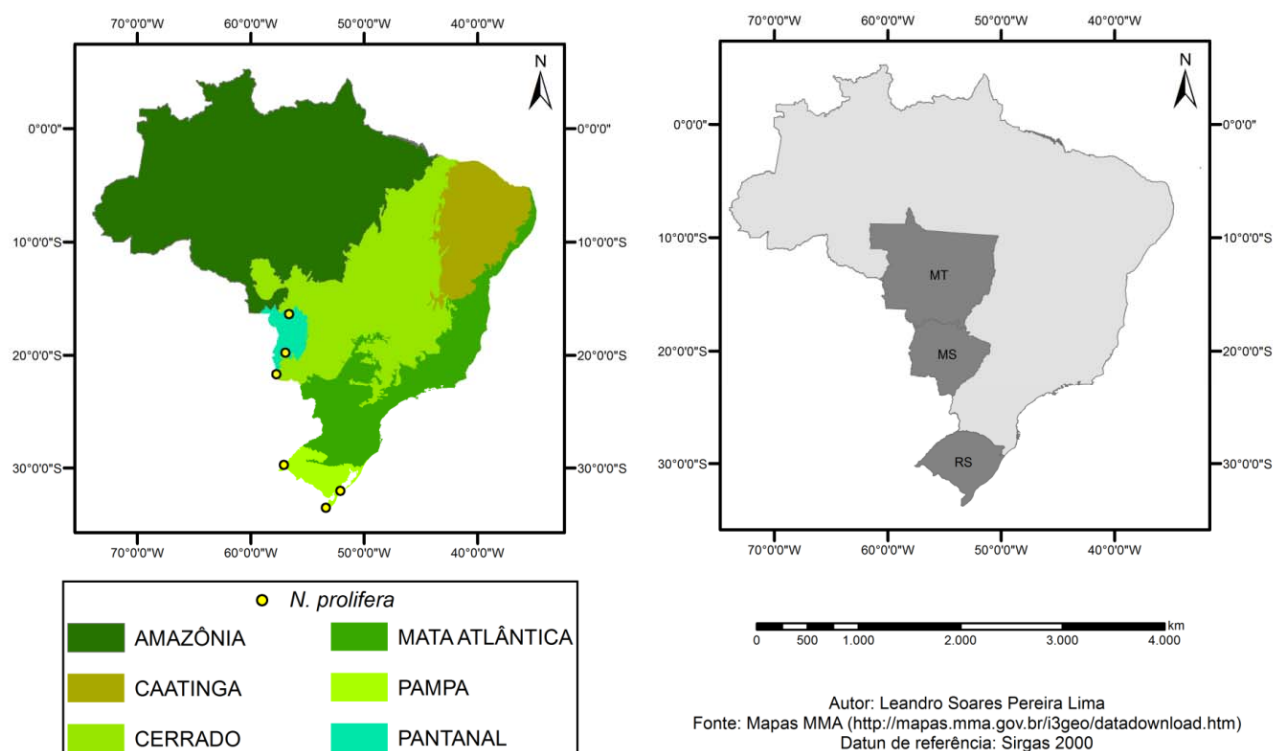 70°0'0"W 60°0'0"W 50°0'0"W 40°0'0"W
N
0°0'0" 0°0'0"
10°0'0"S 10°0'0"S
20°0'0"S 20°0'0"S
30°0'0"S 30°0'0"S
70°0'0"W 60°0'0"W 50°0'0"W 40°0'0"W
N. prolifera
AMAZÔNIA MATA ATLÂNTICA
CAATINGA PAMPA
CERRADO PANTANAL
70°0'0"W 60°0'0"W 50°0'0"W 40°0'0"W
N
0°0'0" 0°0'0"
10°0'0"S 10°0'0"S
MT
20°0'0"S MS 20°0'0"S
30°0'0"S RS 30°0'0"S
70°0'0"W 60°0'0"W 50°0'0"W 40°0'0"W
km
0 500 1.000 2.000 3.000 4.000
Autor: Leandro Soares Pereira Lima
Fonte: Mapas MMA (http://mapas.mma.gov.br/i3geo/datadownload.htm)
Datun de referência: Sirgas 2000